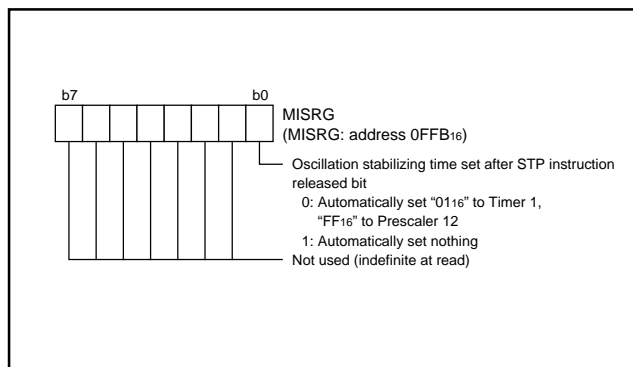 b7 b0
MISRG
(MISRG: address 0FFB16)
Oscillation stabilizing time set after STP instruction
released bit
0: Automatically set “0116” to Timer 1,
“FF16” to Prescaler 12
1: Automatically set nothing
Not used (indefinite at read)